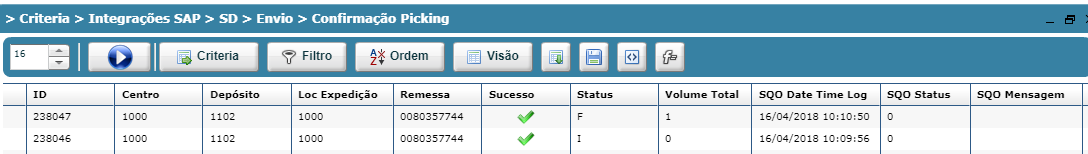 > Criteria > Integrações SAP > SD > Envio > Confirmação Picking
16 Criteria Filtro Ordem Visão
ID Centro Depósito Loc Expedição Remessa Sucesso Status Volume Total SQO Date Time Log SQO Status SQO Mensagem
238047 1000 1102 1000 0080357744 F 1 16/04/2018 10:10:50 0
238046 1000 1102 1000 0080357744 I 0 16/04/2018 10:09:56 0